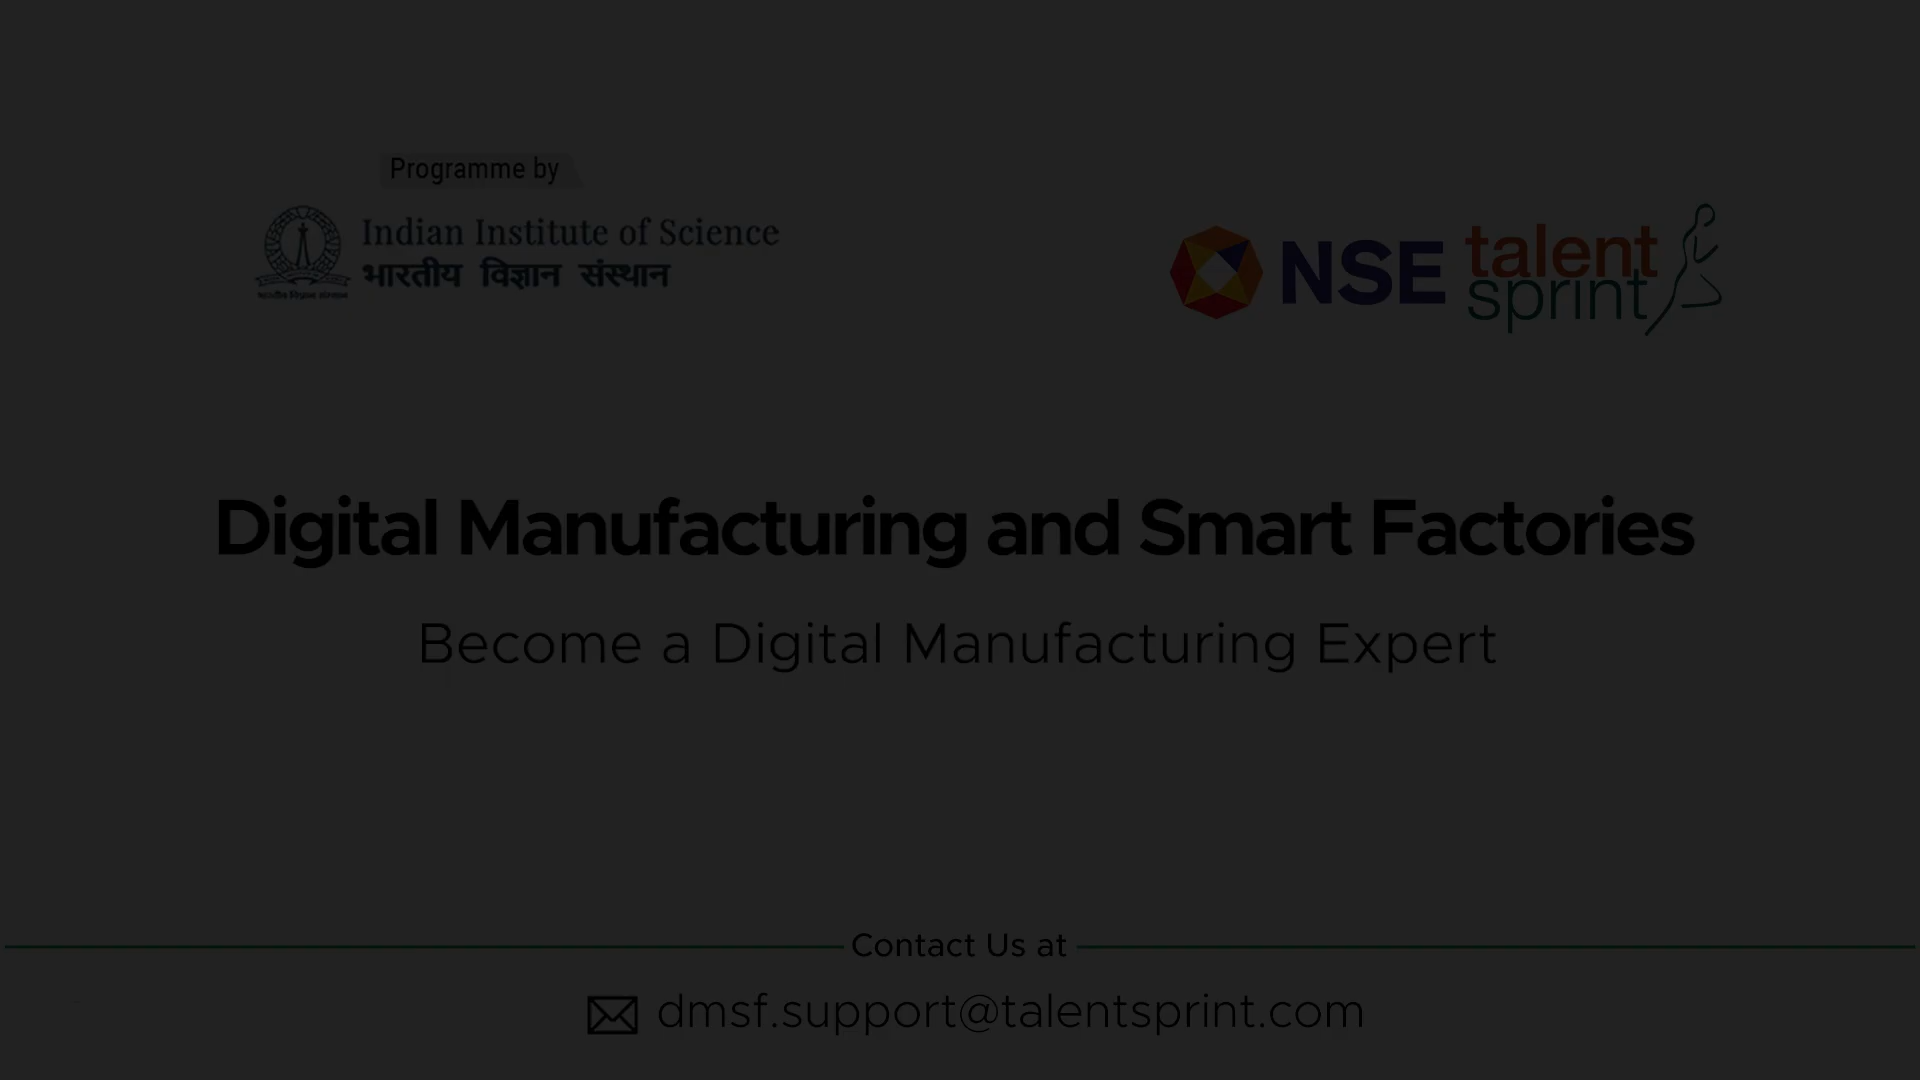 Programme by
Indian Institute of Science
भारतीय विज्ञान संस्थान
भारतीय विज्ञान संस्थान
NSE
talent
sprint
Digital Manufacturing and Smart Factories
Become a Digital Manufacturing Expert
Contact Us at
dmsf.support@talentsprint.com